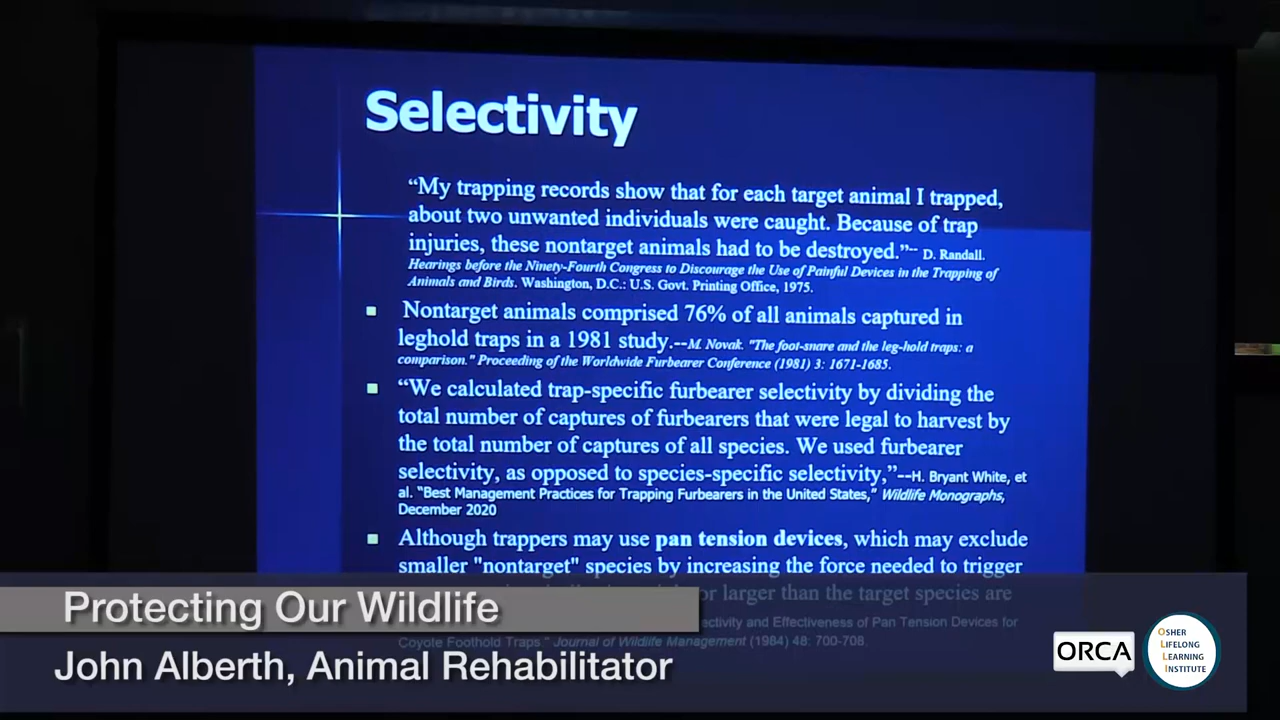 Selectivity
“My trapping records show that for each target animal I trapped,
about two unwanted individuals were caught. Because of trap
injuries, these nontarget animals had to be destroyed.”-- D. Randall.
Hearings before the Ninety-Fourth Congress to Discourage the Use of Painful Devices in the Trapping of
Animals and Birds. Washington, D.C.: U.S. Govt. Printing Office, 1975.
Nontarget animals comprised 76% of all animals captured in
leghold traps in a 1981 study.--M. Novak. "The foot-snare and the leg-hold traps: a
comparison." Proceeding of the Worldwide Furbearer Conference (1981) 3: 1671-1685.
“We calculated trap-specific furbearer selectivity by dividing the
total number of captures of furbearers that were legal to harvest by
the total number of captures of all species. We used furbearer
selectivity, as opposed to species-specific selectivity,”--H. Bryant White, et
al. “Best Management Practices for Trapping Furbearers in the United States,” Wildlife Monographs,
December 2020
Although trappers may use pan tension devices, which may exclude
smaller "nontarget" species by increasing the force needed to trigger
or larger than the target species are
and Effectiveness of Pan Tension Devices for
Coyote Foothold Traps." Journal of Wildlife Management (1984) 48: 700-708.
Protecting Our Wildlife
John Alberth, Animal Rehabilitator
ORCA
OSHER
LIFELONG
LEARNING
INSTITUTE